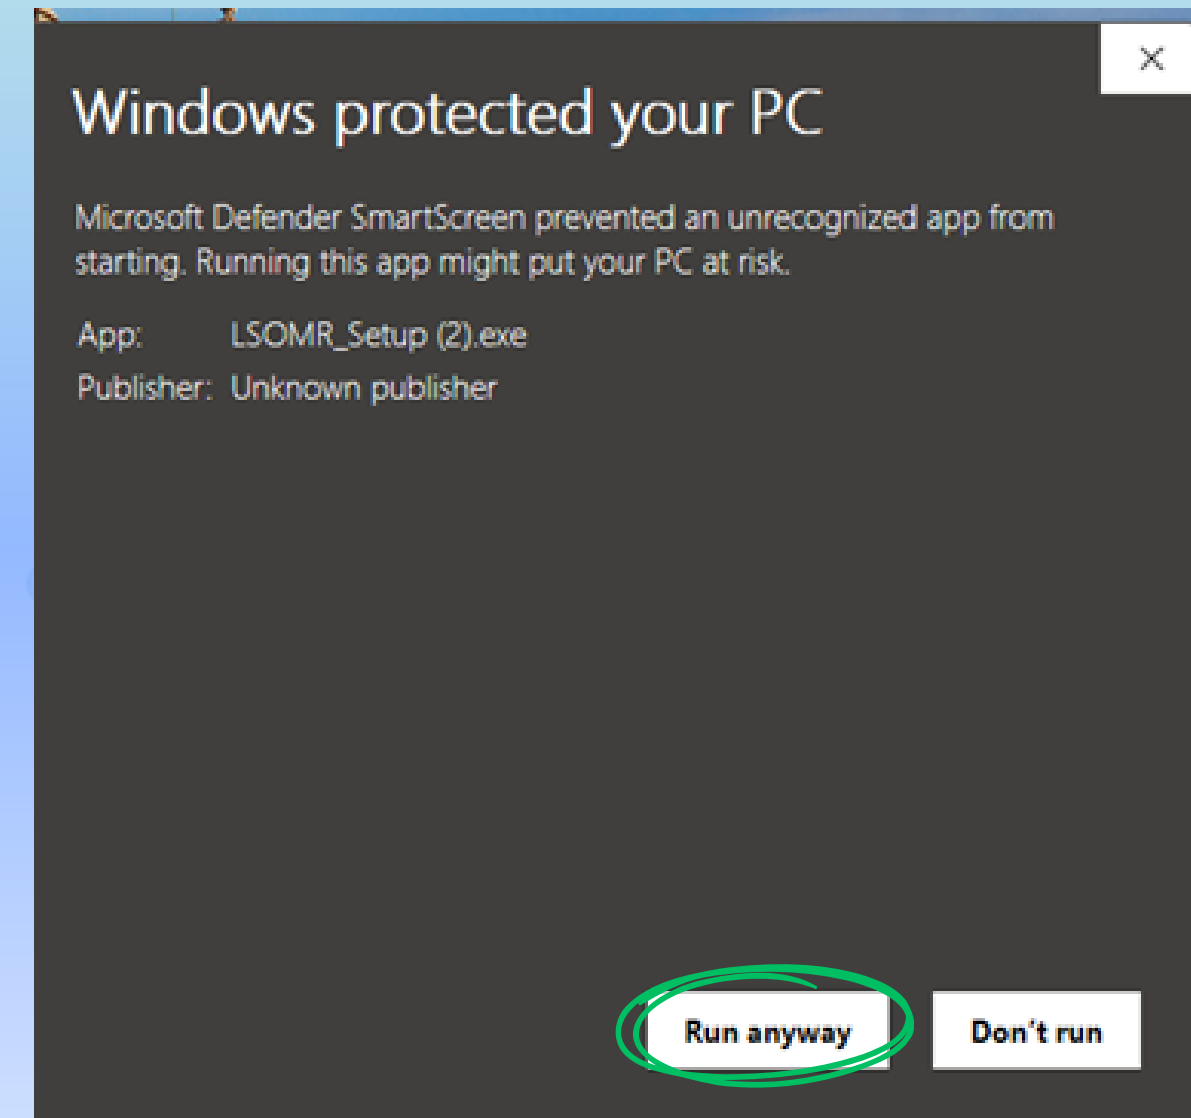 Windows protected your PC
Microsoft Defender SmartScreen prevented an unrecognized app from
starting. Running this app might put your PC at risk.
App: LSOMR_Setup (2).exe
Publisher: Unknown publisher
Run anyway Don't run